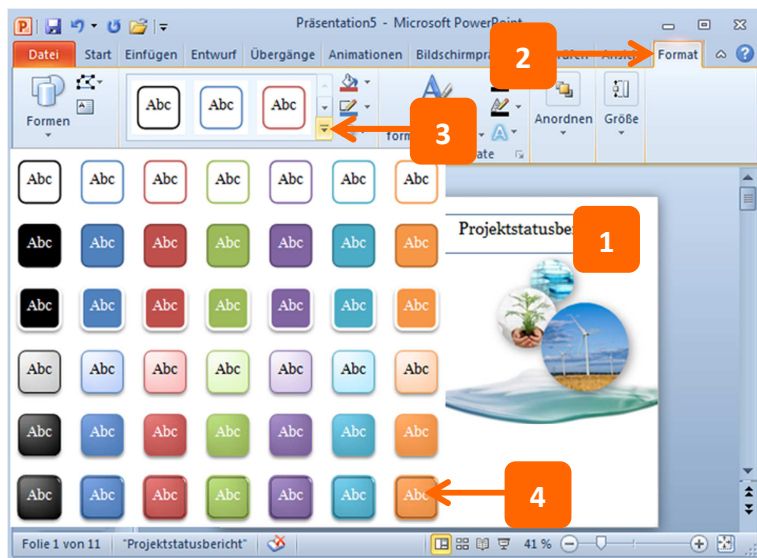 Präsentation5 - Microsoft PowerPoint
Datei Start Einfügen Entwurf Übergänge Animationen 2 Format
Abc Abc Abc
Formen 3 Anordnen Größe
Abc Abc Abc Abc Abc Abc Abc
Abc Abc Abc Abc Abc Abc Abc
Projektstatusbe 1
Abc Abc Abc Abc Abc Abc Abc
Abc Abc Abc Abc Abc Abc Abc
Abc Abc Abc Abc Abc Abc Abc
Abc Abc Abc Abc Abc Abc Abc
4
Folie 1 von 11 "Projektstatusbericht" 41 %